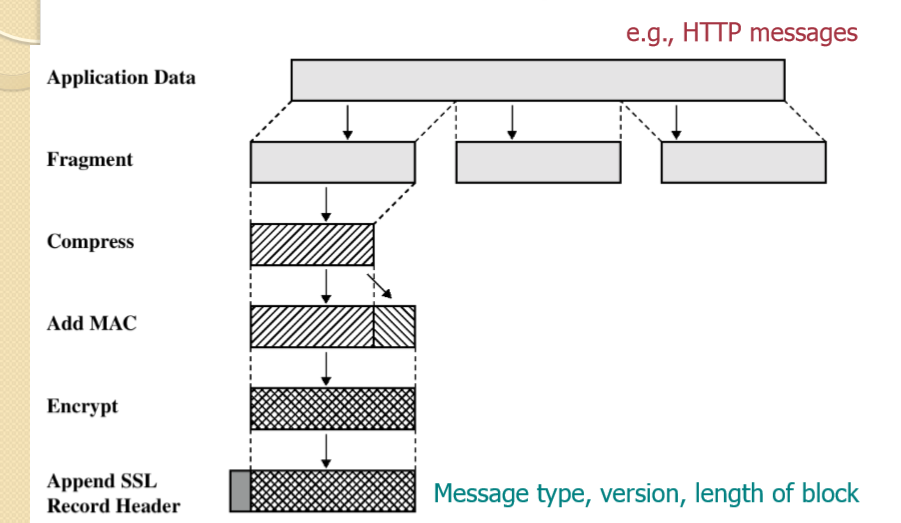 e.g., HTTP messages
Application Data
Fragment
Compress
Add MAC
Encrypt
Append SSL
Record Header
Message type, version, length of block